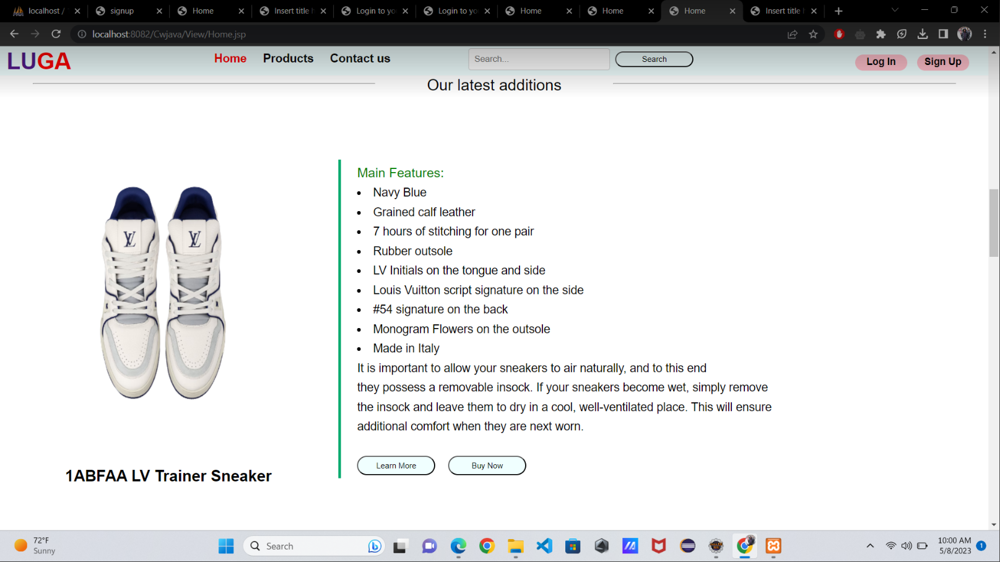 localhost /
signup
Home
Insert title h
Login to yo
Login to yo
Home
Home
Home
Insert title h
localhost:8082/Cwjava/View/Home.jsp
LUGA
Home
Products
Contact us
Search...
Search
Log In
Sign Up
Our latest additions
Main Features:
• Navy Blue
• Grained calf leather
• 7 hours of stitching for one pair
• Rubber outsole
• LV Initials on the tongue and side
• Louis Vuitton script signature on the side
• #54 signature on the back
• Monogram Flowers on the outsole
• Made in Italy
It is important to allow your sneakers to air naturally, and to this end
they possess a removable insock. If your sneakers become wet, simply remove
the insock and leave them to dry in a cool, well-ventilated place. This will ensure
additional comfort when they are next worn.
Learn More
Buy Now
LV
LV
1ABFAA LV Trainer Sneaker
72°F
Sunny
Search
10:00 AM
5/8/2023
1